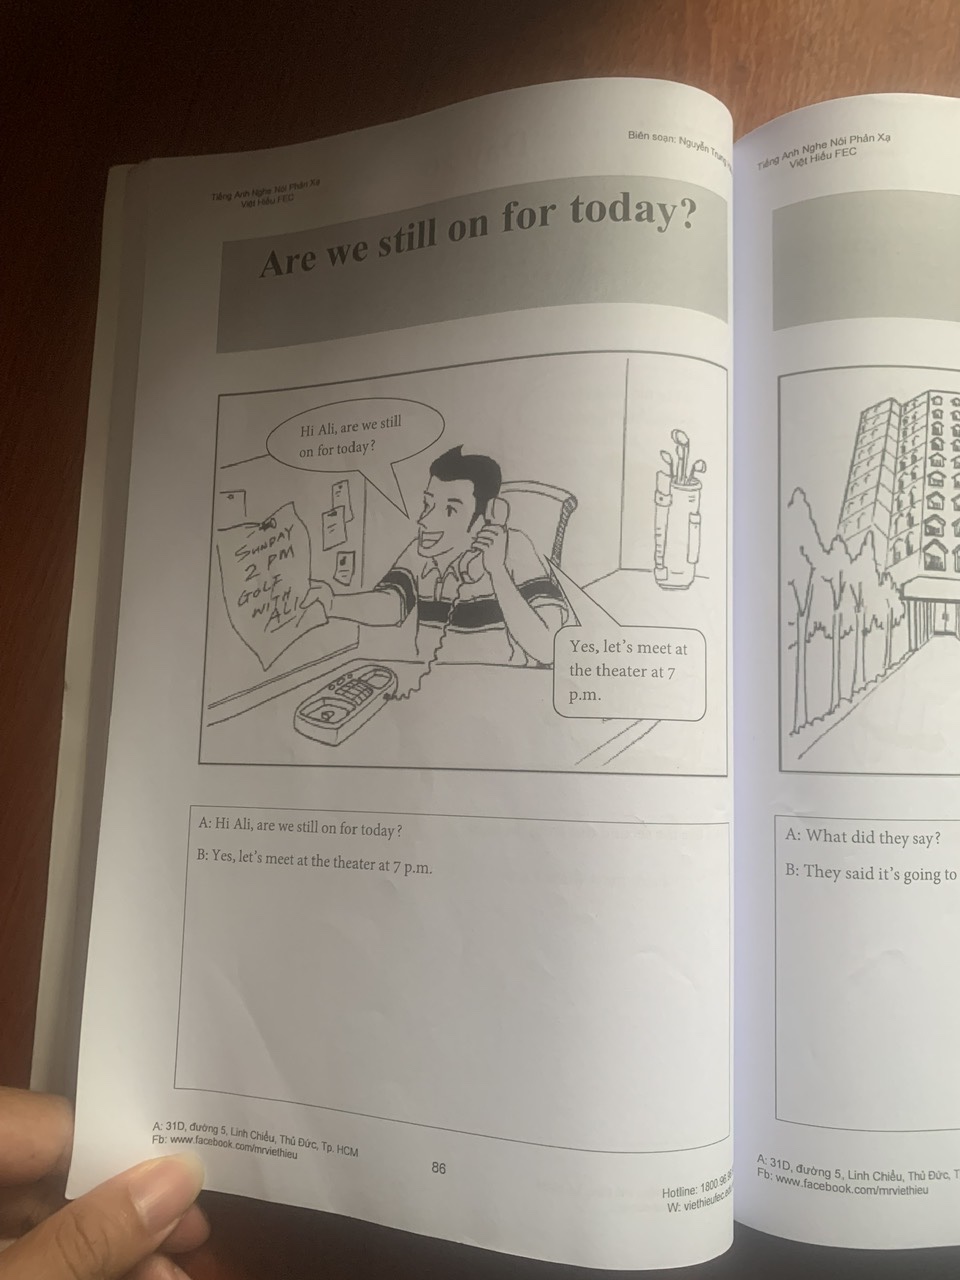 Tiếng Anh Nghe Nói Phản Xạ
Việt Hiếu FEC
Biên soạn: Nguyễn
Are we still on for today?
Hi Ali, are we still
on for today?
SUNDAY
2 PM
GOLF
WITH
ALI
Yes, let's meet at
the theater at 7
p.m.
A: Hi Ali, are we still on for today?
B: Yes, let's meet at the theater at 7 p.m.
A: 31D, đường 5, Linh Chiểu, Thủ Đức, Tp. HCM
Fb: www.facebook.com/mrviethieu
86
Hotline: 1800 96
W: viethieufec.
Tiếng Anh Nghe Nói Phản Xạ
Việt Hiếu FEC
A: What did they say?
B: They said it's going to
A: 31D, đường 5, Linh Chiểu, Thủ Đức,
Fb: www.facebook.com/mrviethieu